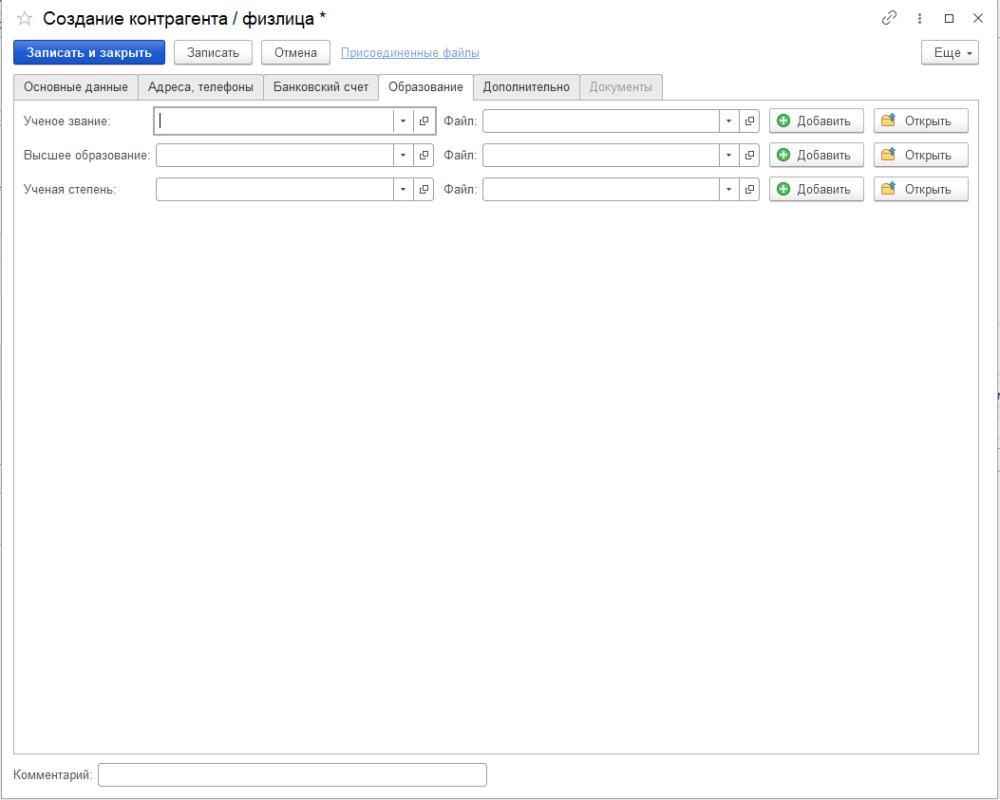 Создание контрагента / физлица *
Записать и закрыть Записать Отмена Присоединенные файлы Еще
Основные данные Адреса, телефоны Банковский счет Образование Дополнительно Документы
Ученое звание: Файл: Добавить Открыть
Высшее образование: Файл: Добавить Открыть
Ученая степень: Файл: Добавить Открыть
Комментарий: